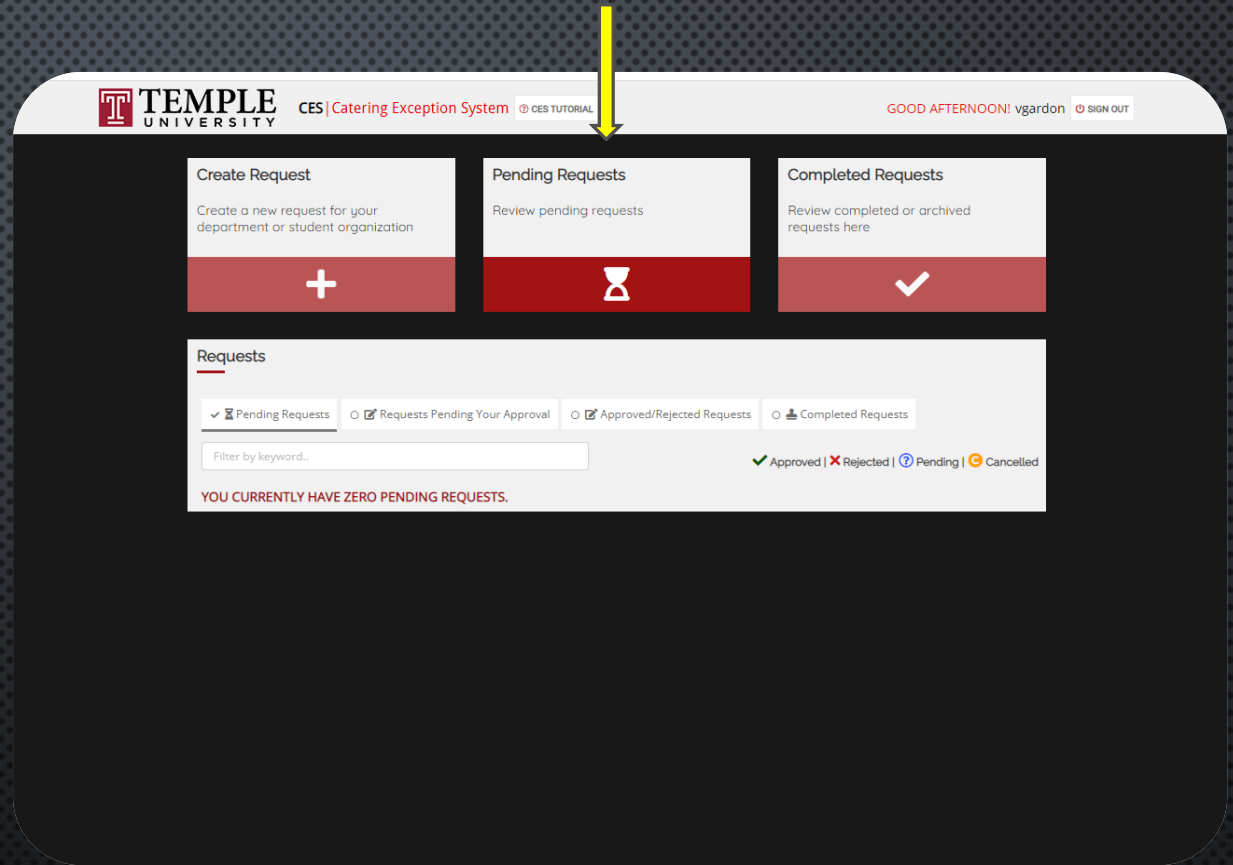 TEMPLE
UNIVERSITY
CES|Catering Exception System
CES TUTORIAL
GOOD AFTERNOON! vgardon
SIGN OUT
Create Request
Create a new request for your
department or student organization
Pending Requests
Review pending requests
Completed Requests
Review completed or archived
requests here
Requests
Pending Requests
Requests Pending Your Approval
Approved/Rejected Requests
Completed Requests
Filter by keyword..
Approved | Rejected | Pending | Cancelled
YOU CURRENTLY HAVE ZERO PENDING REQUESTS.